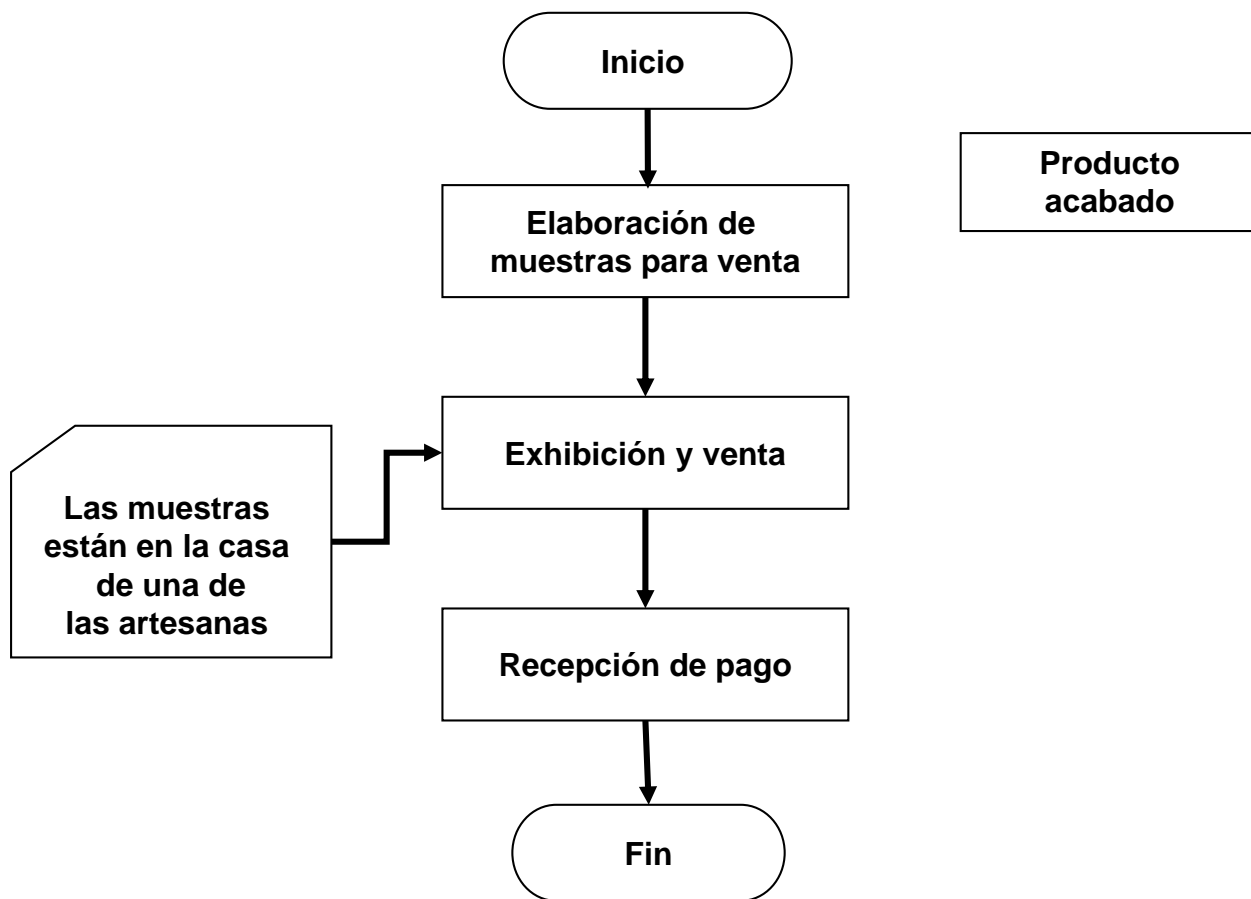 Inicio
Producto
acabado
Elaboración de
muestras para venta
Exhibición y venta
Las muestras
están en la casa
de una de
las artesanas
Recepción de pago
Fin